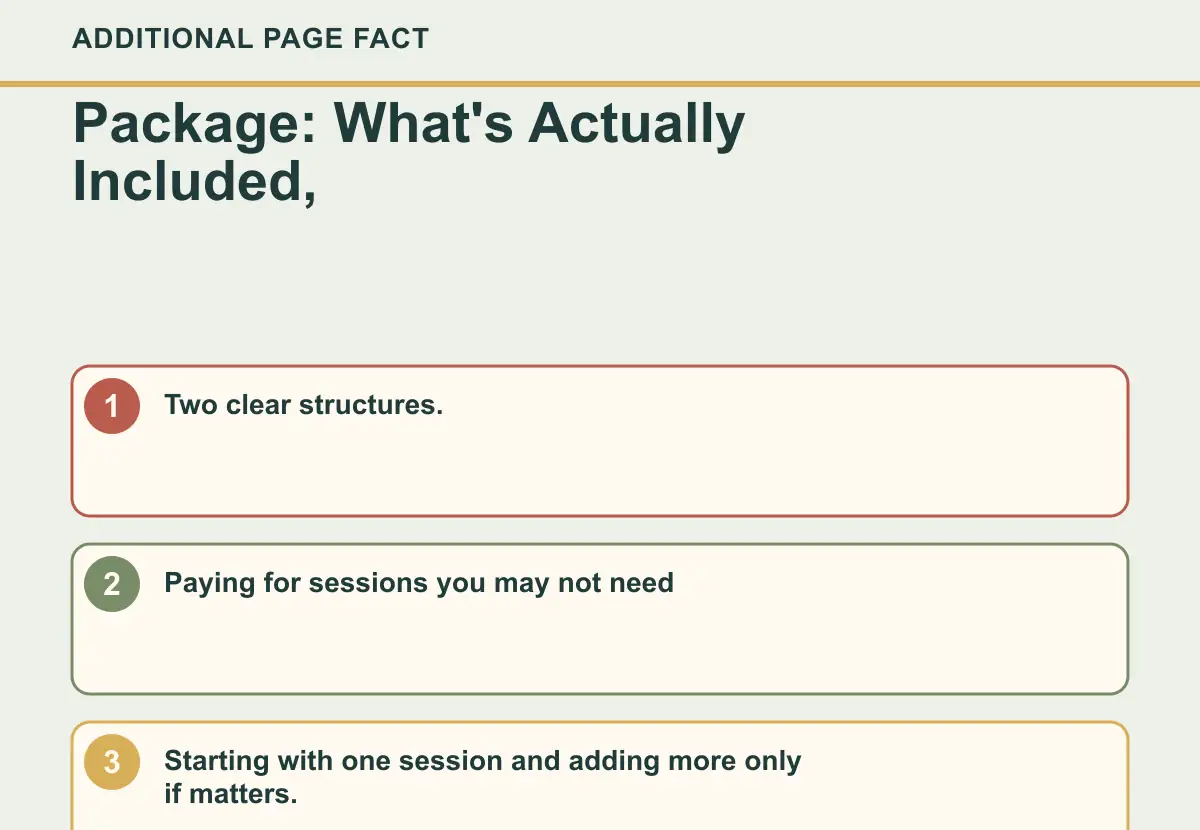 ADDITIONAL PAGE FACT
Package: What's Actually
Included,
1
Two clear structures.
2
Paying for sessions you may not need
3
Starting with one session and adding more only
if matters.